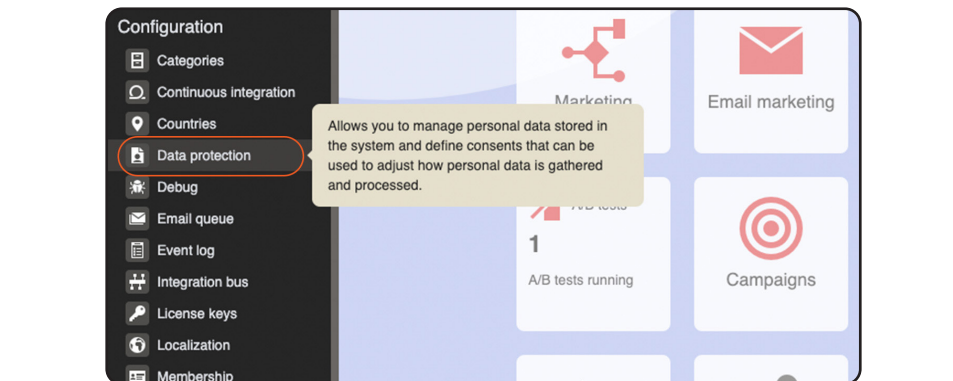 Configuration
Categories
Continuous integration
Countries
Data protection
Debug
Email queue
Event log
Integration bus
License keys
Localization
Membership
Allows you to manage personal data stored in
the system and define consents that can be
used to adjust how personal data is gathered
and processed.
Marketing
Email marketing
A/B tests
1
A/B tests running
Campaigns